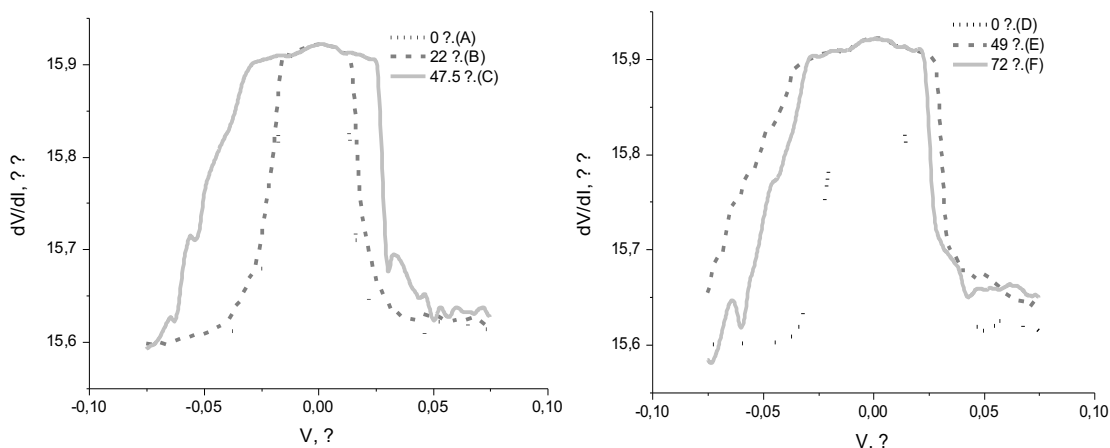 0 ?.(A)
22 ?.(B)
47.5 ?.(C)
15,9
15,8
15,7
15,6
dV/dI, ? ?
-0,10
-0,05
0,00
0,05
0,10
V, ?
0 ?.(D)
49 ?.(E)
72 ?.(F)
15,9
15,8
15,7
15,6
dV/dI, ? ?
-0,10
-0,05
0,00
0,05
0,10
V, ?